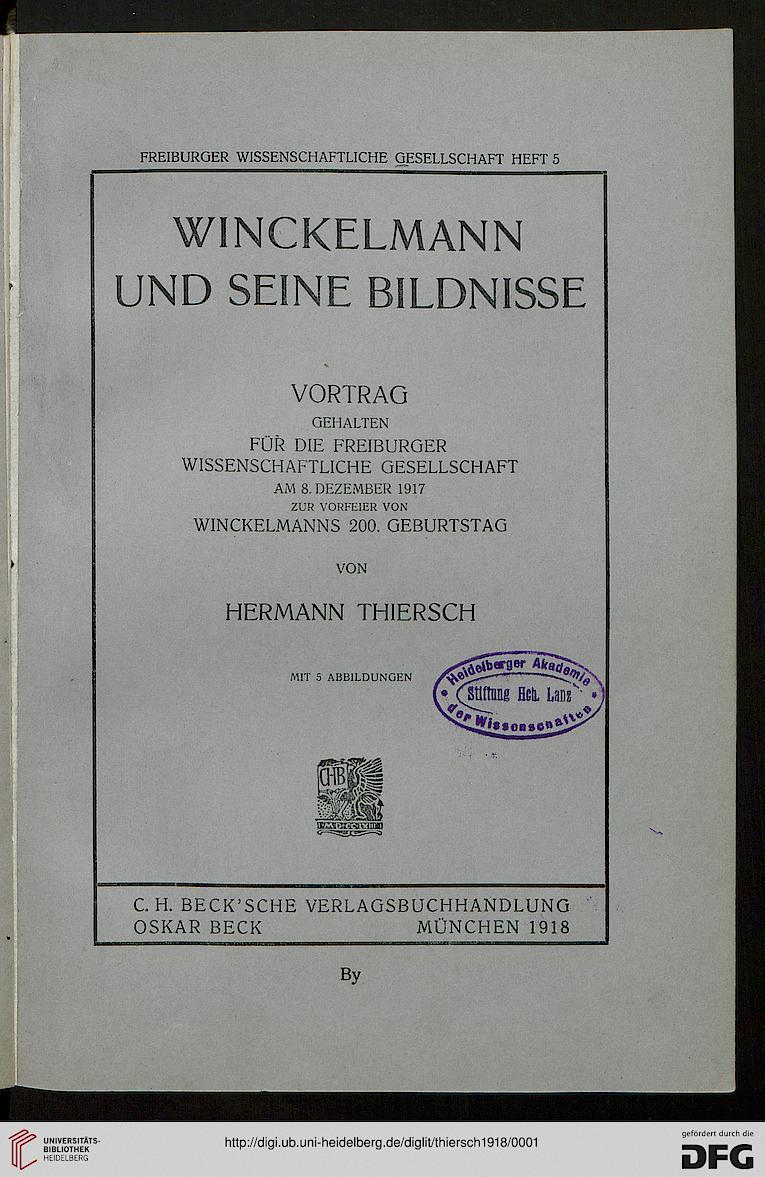 FREIBURGER WISSENSCHAFTLICHE GESELLSCHAFT HEFT 5
WINCKELMANN
UND SEINE BILDNISSE
VORTRAG
GEHALTEN
FÜR DIE FREIBURGER
WISSENSCHAFTLICHE GESELLSCHAFT
AM 8. DEZEMBER 1917
ZUR VORFEIER VON
WINCKELMANNS 200. GEBURTSTAG
VON
HERMANN THIERSCH
MIT 5 ABBILDUNGEN
Heidelberger Akademie
Stiftung Hch. Lanz
der Wissenschaften
CHB
MDCCLXIII
C. H. BECK'SCHE VERLAGSBUCHHANDLUNG
OSKAR BECK MÜNCHEN 1918
By
UNIVERSITÄTS-
BIBLIOTHEK
HEIDELBERG
http://digi.ub.uni-heidelberg.de/diglit/thiersch1918/0001
gefördert durch die
DFG